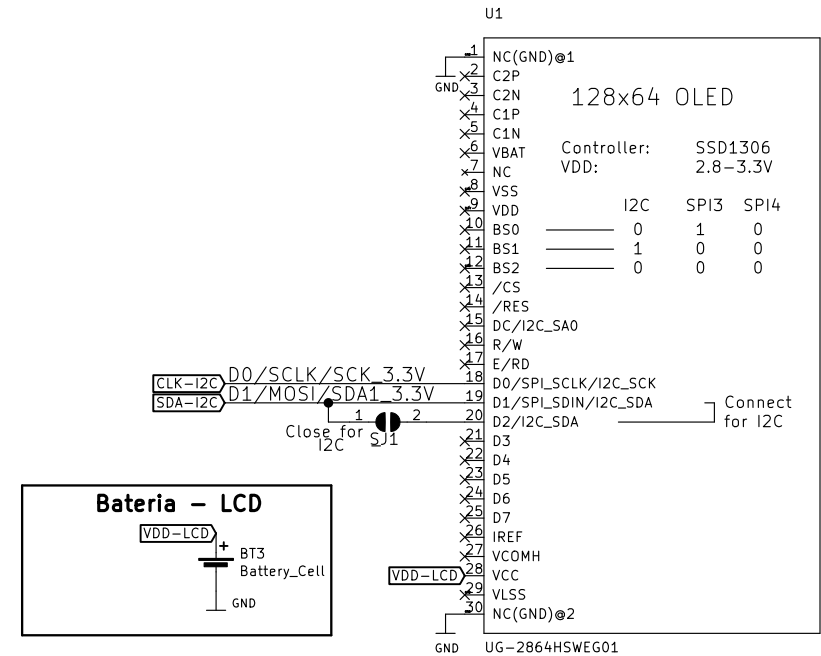 U1
1 NC(GND)@1
GND
2 C2P
3 C2N
128x64 OLED
4 C1P
5 C1N
6 VBAT
Controller: SSD1306
7 NC
VDD: 2.8-3.3V
8 VSS
9 VDD
I2C SPI3 SPI4
10 BS0 0 1 0
11 BS1 1 0 0
12 BS2 0 0 0
13 /CS
14 /RES
15 DC/I2C_SA0
16 R/W
17 E/RD
CLK-I2C D0/SCLK/SCK_3.3V 18 D0/SPI_SCLK/I2C_SCK
SDA-I2C D1/MOSI/SDA1_3.3V 19 D1/SPI_SDIN/I2C_SDA
Connect
for I2C
1 2 20 D2/I2C_SDA
Close for
I2C
SJ1
21 D3
22 D4
23 D5
24 D6
25 D7
26 IREF
27 VCOMH
VDD-LCD 28 VCC
29 VLSS
30 NC(GND)@2
GND
UG-2864HSWEG01
Bateria - LCD
VDD-LCD
+
BT3
Battery_Cell
GND